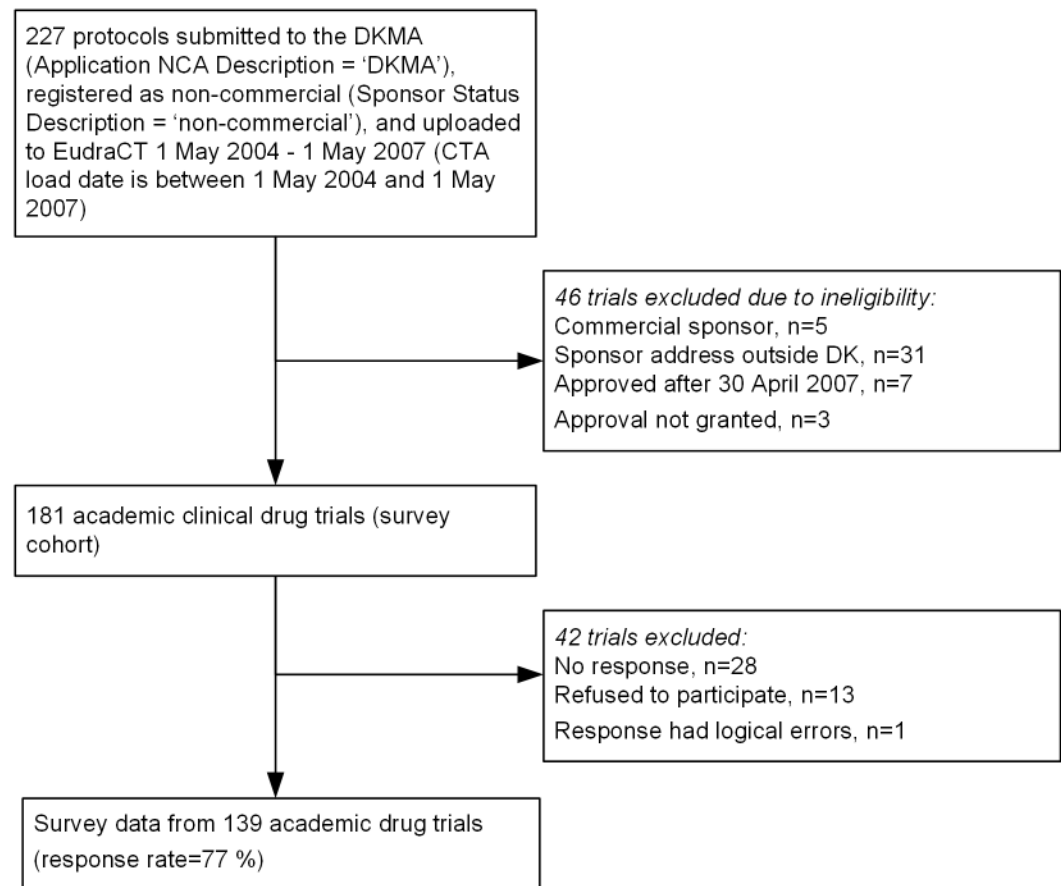 227 protocols submitted to the DKMA
(Application NCA Description = ‘DKMA’),
registered as non-commercial (Sponsor Status
Description = ‘non-commercial’), and uploaded
to EudraCT 1 May 2004 - 1 May 2007 (CTA
load date is between 1 May 2004 and 1 May
2007)
46 trials excluded due to ineligibility:
Commercial sponsor, n=5
Sponsor address outside DK, n=31
Approved after 30 April 2007, n=7
Approval not granted, n=3
181 academic clinical drug trials (survey
cohort)
42 trials excluded:
No response, n=28
Refused to participate, n=13
Response had logical errors, n=1
Survey data from 139 academic drug trials
(response rate=77 %)